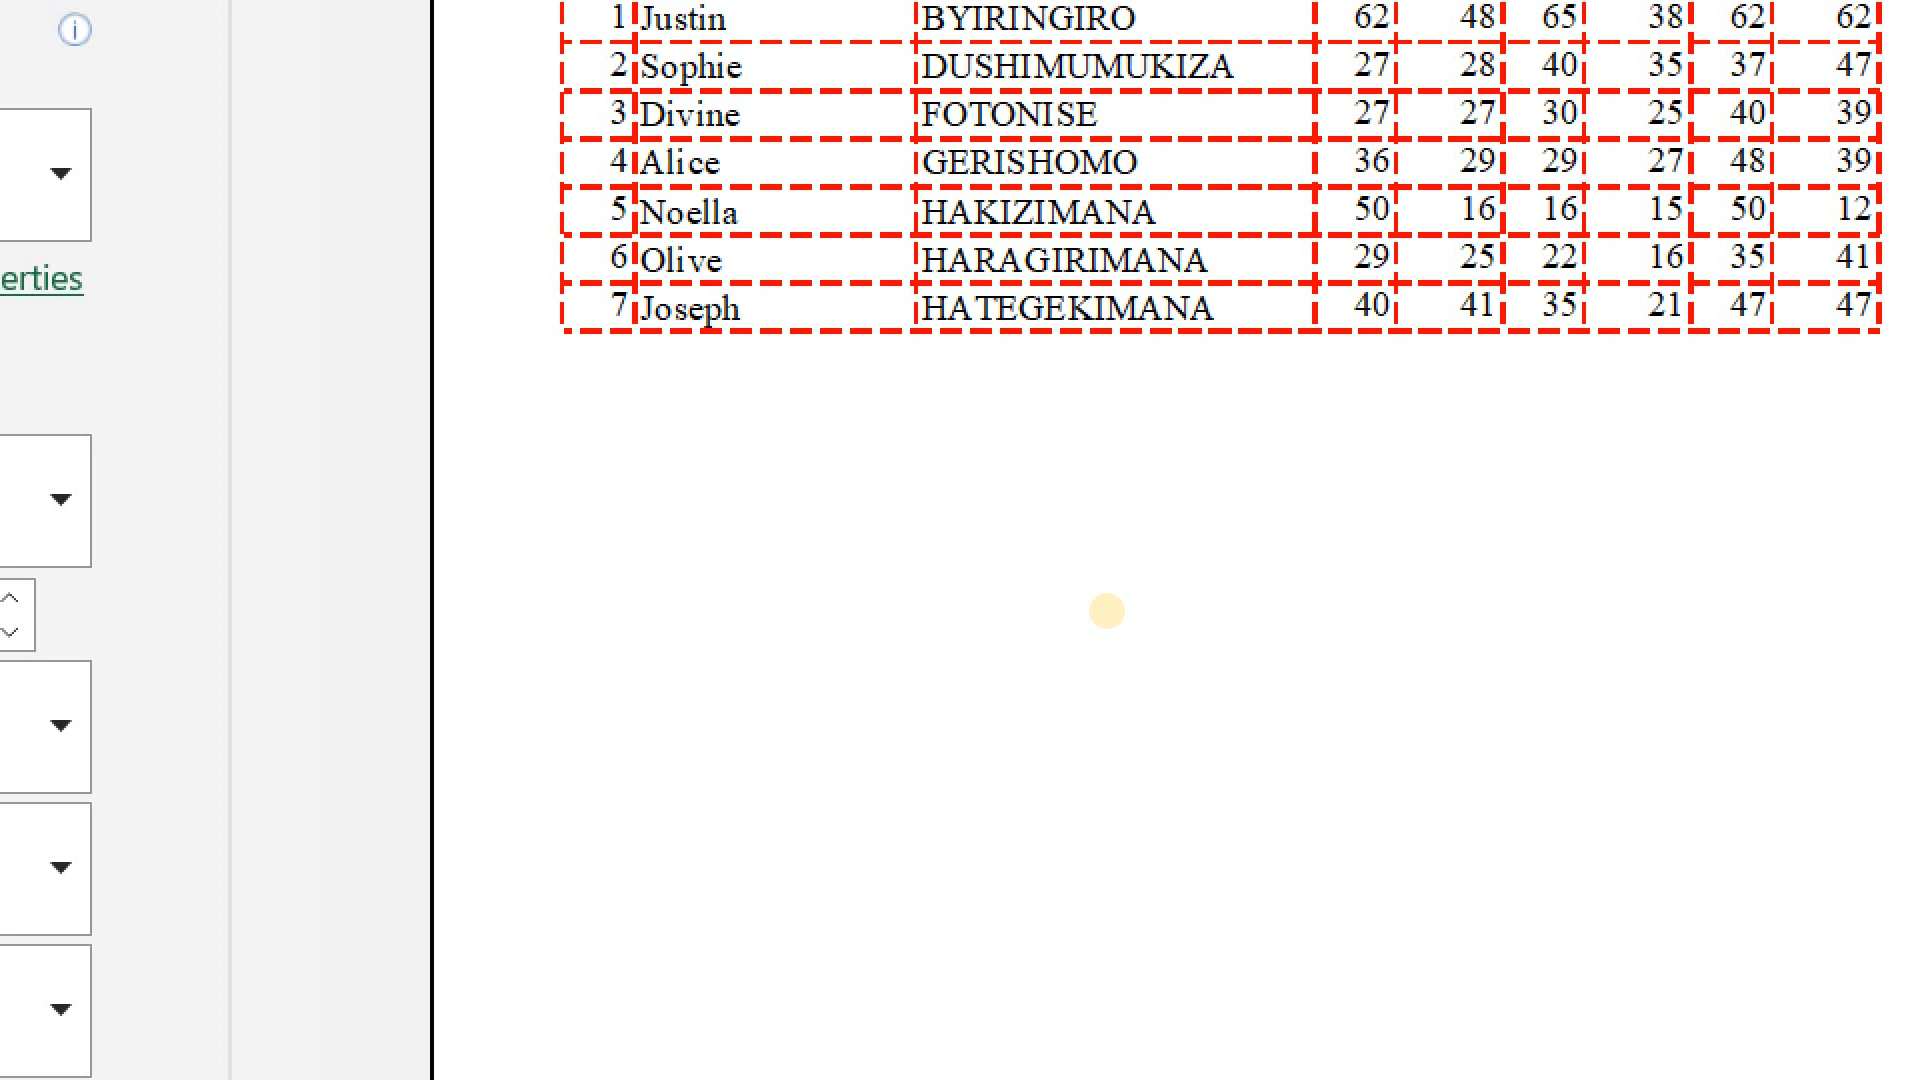 1 Justin BYIRINGIRO 62 48 65 38 62 62
2 Sophie DUSHIMUMUKIZA 27 28 40 35 37 47
3 Divine FOTONISE 27 27 30 25 40 39
4 Alice GERISHOMO 36 29 29 27 48 39
5 Noella HAKIZIMANA 50 16 16 15 50 12
erties
6 Olive HARAGIRIMANA 29 25 22 16 35 41
7 Joseph HATEGEKIMANA 40 41 35 21 47 47